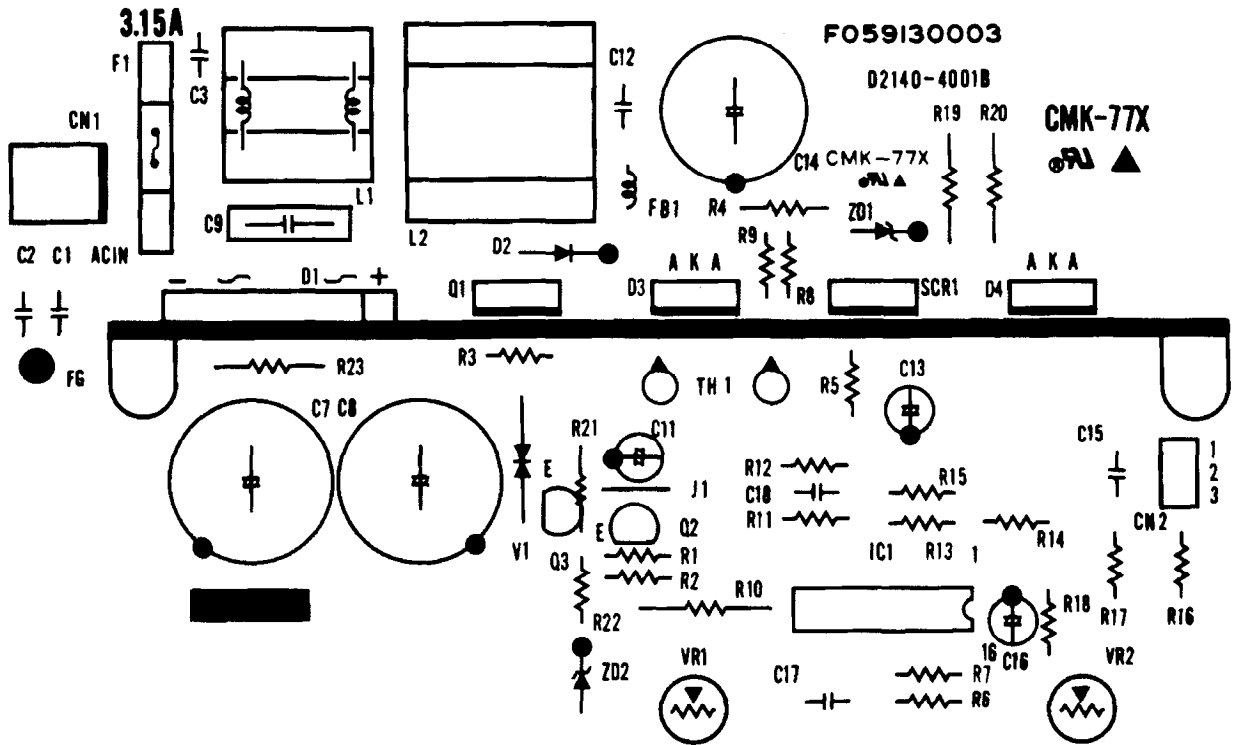 3.15A
F1
C3
CN1
C2 C1 ACIN
C9
L1
L2
C12
FB1
C14
F059130003
D2140-4001B
R19 R20
CMK-77X
CMK-77X
R4
ZD1
R9
R8
D2
- D1 +
Q1
D3
A K A
SCR1
D4
A K A
FG
R23
R3
TH1
R5
C13
C7 C8
R21
C11
E
J1
R12
C18
R11
R15
C15
1
2
3
CN2
V1
Q3
E
Q2
R1
R2
IC1
R13
1
R14
R10
R22
R18
R17
R16
ZD2
VR1
C17
16
C16
R7
R6
VR2